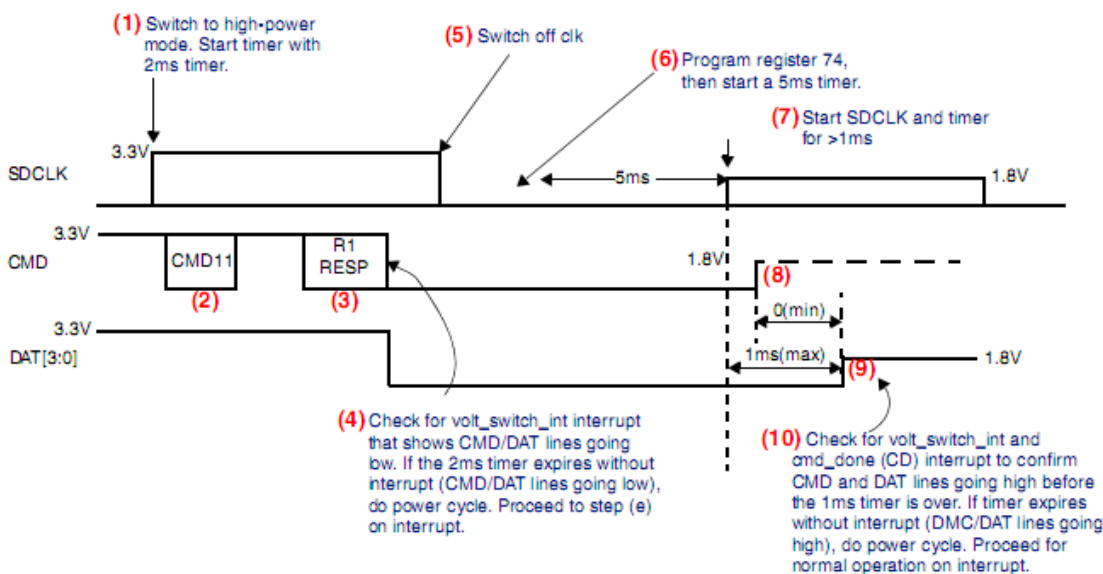 (1) Switch to high-power
mode. Start timer with
2ms timer.
(5) Switch off clk
(6) Program register 74,
then start a 5ms timer.
(7) Start SDCLK and timer
for >1ms
3.3V
SDCLK
5ms
1.8V
3.3V
CMD
CMD11
R1
RESP
1.8V
(2)
(3)
(8)
0(min)
3.3V
DAT[3:0]
1ms(max)
(9)
1.8V
(4) Check for volt_switch_int interrupt
that shows CMD/DAT lines going
low. If the 2ms timer expires without
interrupt (CMD/DAT lines going low),
do power cycle. Proceed to step (e)
on interrupt.
(10) Check for volt_switch_int and
cmd_done (CD) interrupt to confirm
CMD and DAT lines going high before
the 1ms timer is over. If timer expires
without interrupt (DMC/DAT lines going
high), do power cycle. Proceed for
normal operation on interrupt.